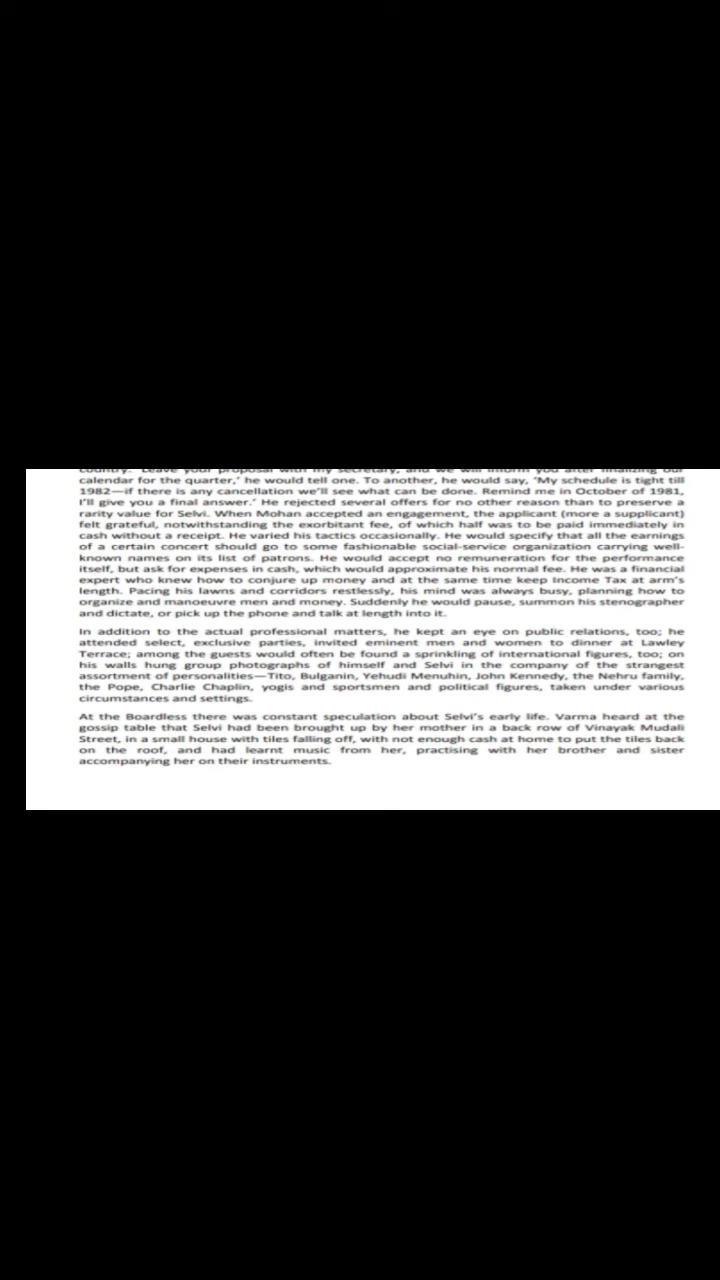 country. 'Leave your proposal with my secretary, and we will inform you after finalizing our
calendar for the quarter,' he would tell one. To another, he would say, 'My schedule is tight till
1982—if there is any cancellation we'll see what can be done. Remind me in October of 1981,
I'll give you a final answer.' He rejected several offers for no other reason than to preserve a
rarity value for Selvi. When Mohan accepted an engagement, the applicant (more a supplicant)
felt grateful, notwithstanding the exorbitant fee, of which half was to be paid immediately in
cash without a receipt. He varied his tactics occasionally. He would specify that all the earnings
of a certain concert should go to some fashionable social-service organization carrying well-
known names on its list of patrons. He would accept no remuneration for the performance
itself, but ask for expenses in cash, which would approximate his normal fee. He was a financial
expert who knew how to conjure up money and at the same time keep Income Tax at arm's
length. Pacing his lawns and corridors restlessly, his mind was always busy, planning how to
organize and manoeuvre men and money. Suddenly he would pause, summon his stenographer
and dictate, or pick up the phone and talk at length into it.
In addition to the actual professional matters, he kept an eye on public relations, too; he
attended select, exclusive parties, invited eminent men and women to dinner at Lawley
Terrace; among the guests would often be found a sprinkling of international figures, too; on
his walls hung group photographs of himself and Selvi in the company of the strangest
assortment of personalities—Tito, Bulganin, Yehudi Menuhin, John Kennedy, the Nehru family,
the Pope, Charlie Chaplin, yogis and sportsmen and political figures, taken under various
circumstances and settings.
At the Boardless there was constant speculation about Selvi's early life. Varma heard at the
gossip table that Selvi had been brought up by her mother in a back row of Vinayak Mudali
Street, in a small house with tiles falling off, with not enough cash at home to put the tiles back
on the roof, and had learnt music from her, practising with her brother and sister
accompanying her on their instruments.